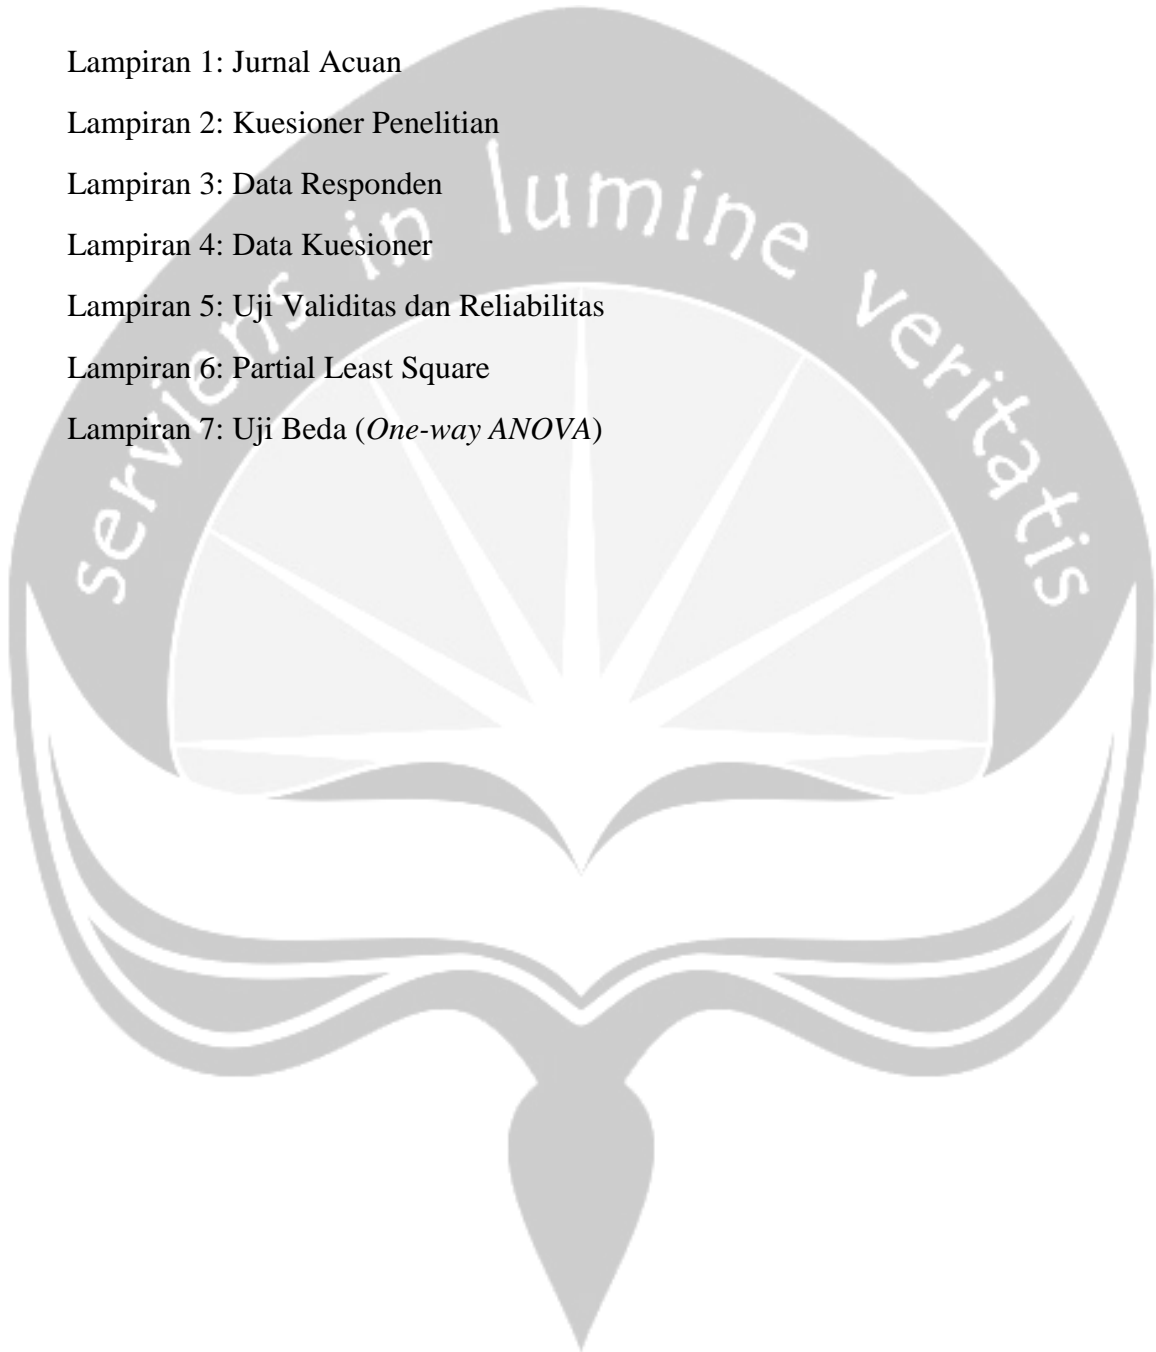 Lampiran 1: Jurnal Acuan
Lampiran 2: Kuesioner Penelitian
Lampiran 3: Data Responden
Lampiran 4: Data Kuesioner
Lampiran 5: Uji Validitas dan Reliabilitas
Lampiran 6: Partial Least Square
Lampiran 7: Uji Beda (One-way ANOVA)
serviens in lumine veritatis